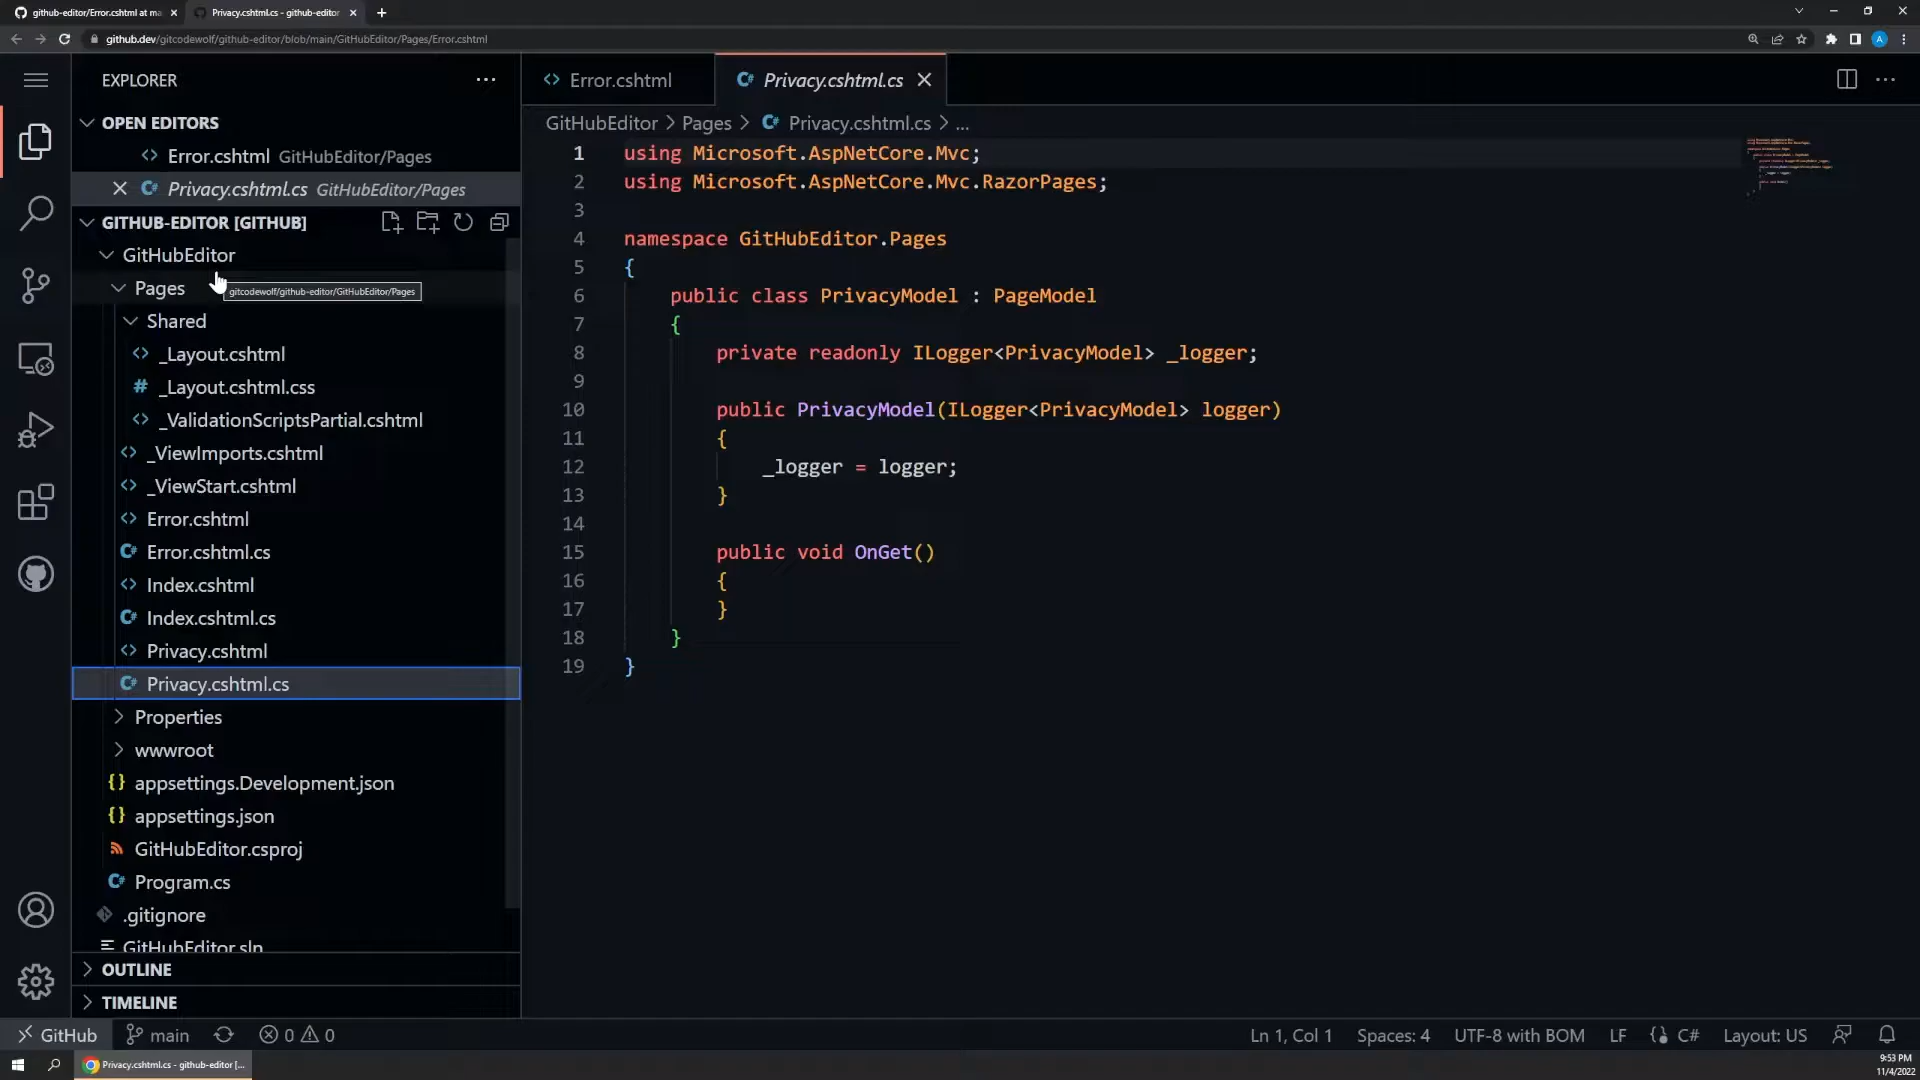 github-editor/Error.cshtml at ma
Privacy.cshtml.cs - github-editor
github.dev/gitcodewolf/github-editor/blob/main/GitHubEditor/Pages/Error.cshtml
A
EXPLORER
OPEN EDITORS
Error.cshtml GitHubEditor/Pages
Privacy.cshtml.cs GitHubEditor/Pages
GITHUB-EDITOR [GITHUB]
GitHubEditor
Pages
gitcodewolf/github-editor/GitHubEditor/Pages
Shared
_Layout.cshtml
_Layout.cshtml.css
_ValidationScriptsPartial.cshtml
_ViewImports.cshtml
_ViewStart.cshtml
Error.cshtml
Error.cshtml.cs
Index.cshtml
Index.cshtml.cs
Privacy.cshtml
Privacy.cshtml.cs
Properties
wwwroot
appsettings.Development.json
appsettings.json
GitHubEditor.csproj
Program.cs
.gitignore
GitHubEditor.sln
OUTLINE
TIMELINE
Error.cshtml
Privacy.cshtml.cs
GitHubEditor > Pages > Privacy.cshtml.cs > ...
1 using Microsoft.AspNetCore.Mvc;
2 using Microsoft.AspNetCore.Mvc.RazorPages;
3
4 namespace GitHubEditor.Pages
5 {
6 public class PrivacyModel : PageModel
7 {
8 private readonly ILogger<PrivacyModel> _logger;
9
10 public PrivacyModel(ILogger<PrivacyModel> logger)
11 {
12 _logger = logger;
13 }
14
15 public void OnGet()
16 {
17 }
18 }
19 }
GitHub main 0 0
Ln 1, Col 1 Spaces: 4 UTF-8 with BOM LF C# Layout: US
Privacy.cshtml.cs - github-editor [...
9:53 PM
11/4/2022